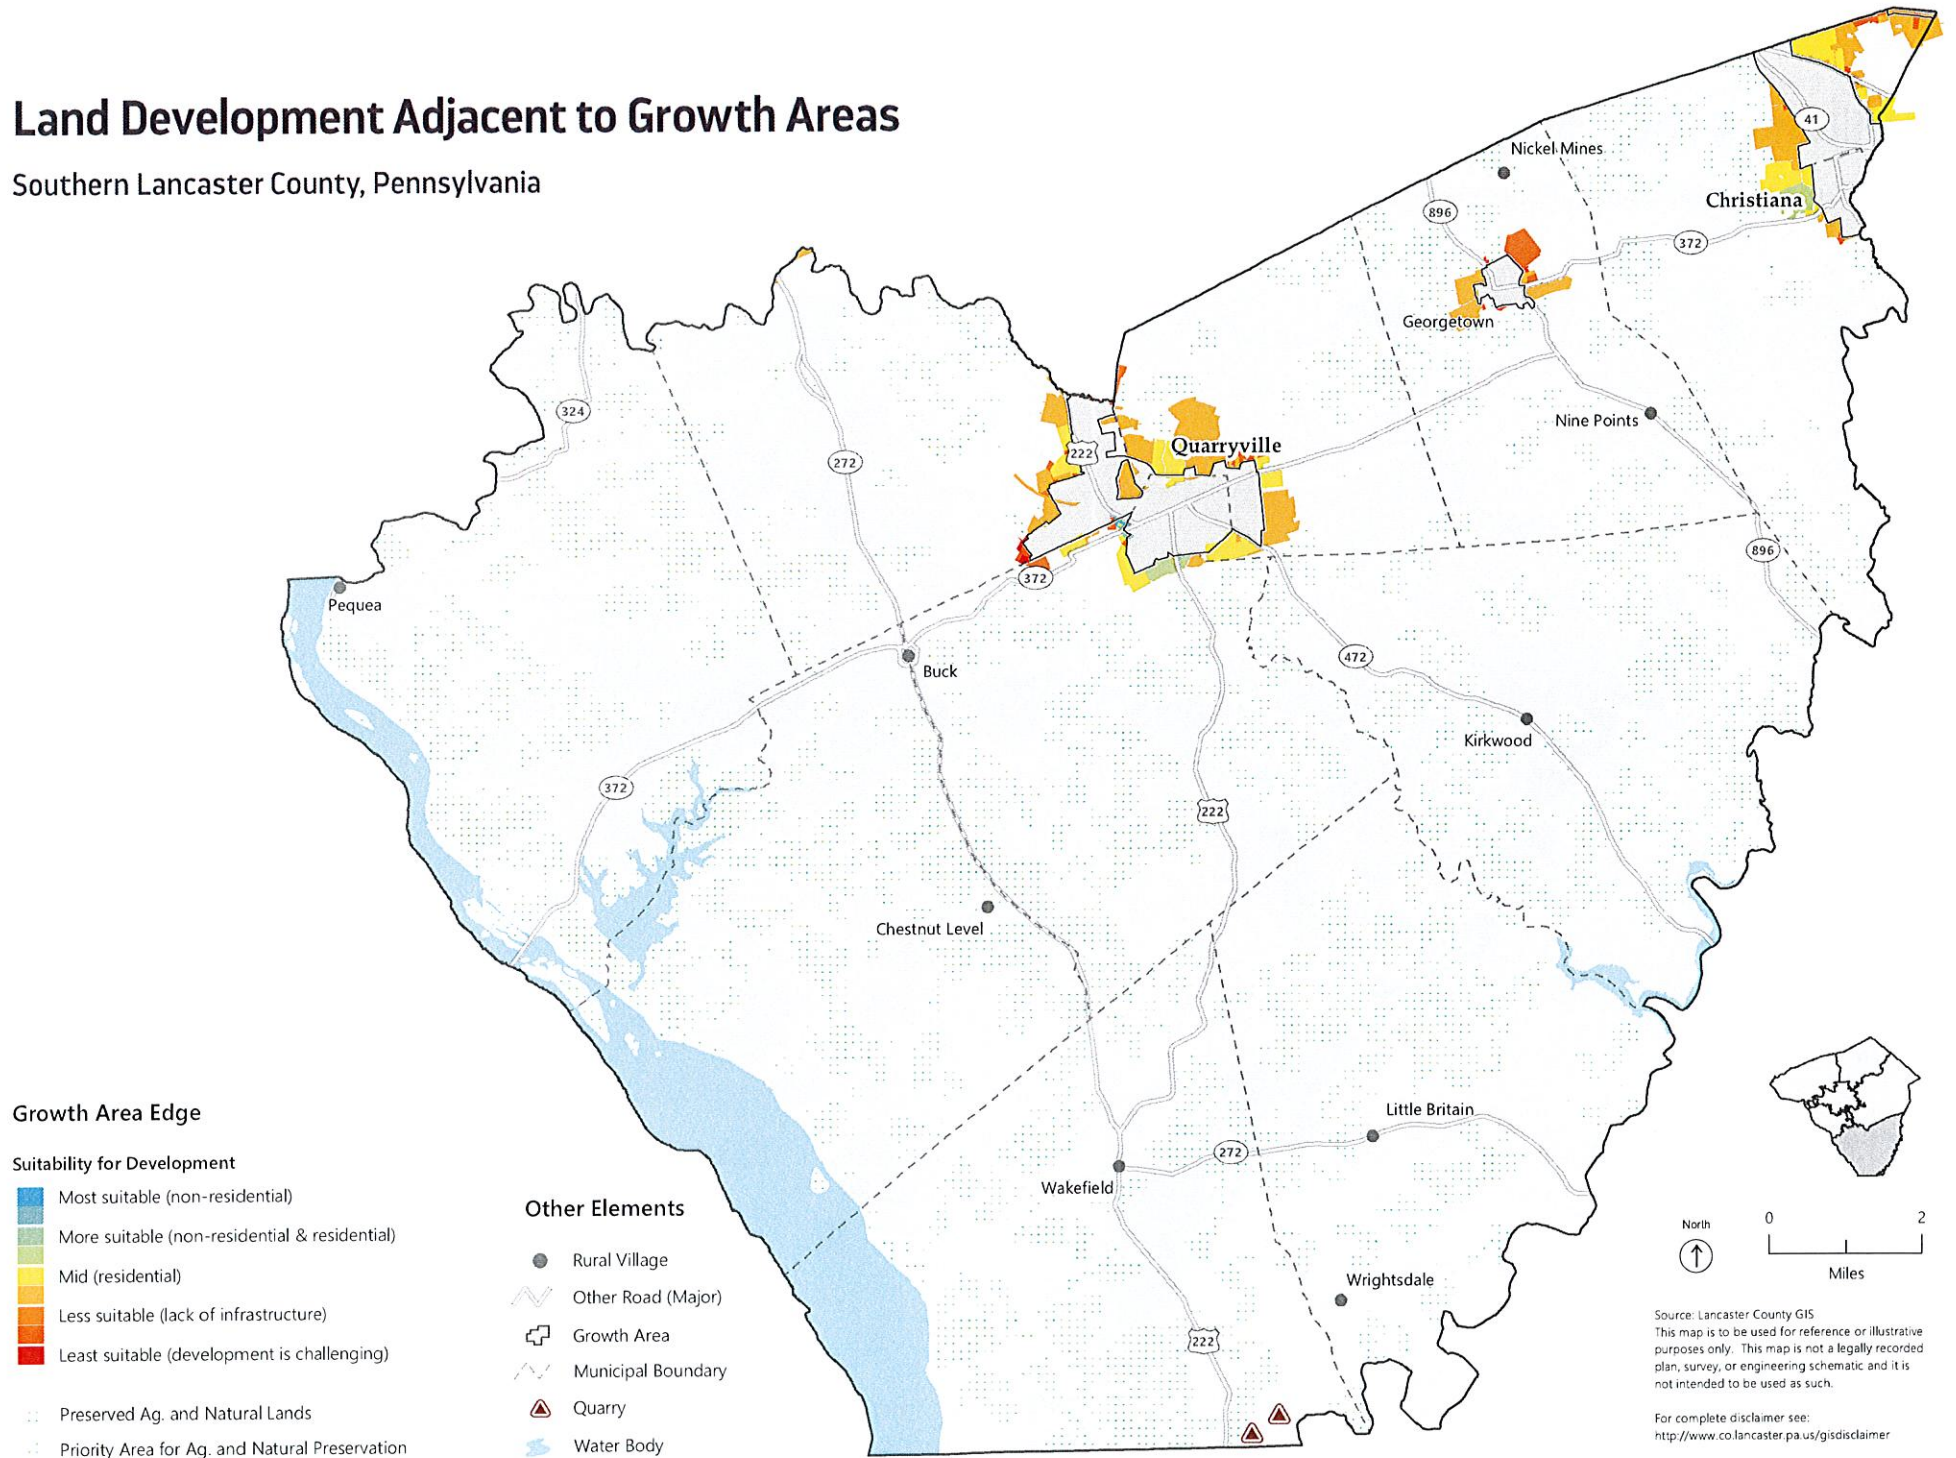 Land Development Adjacent to Growth Areas
Southern Lancaster County, Pennsylvania
41
Nickel Mines
Christiana
896
372
Georgetown
324
272
222
Quarryville
Nine Points
372
896
Pequea
Buck
472
Kirkwood
372
222
Chestnut Level
Little Britain
272
Wakefield
Wrightsdale
222
Growth Area Edge
Suitability for Development
Most suitable (non-residential)
More suitable (non-residential & residential)
Mid (residential)
Less suitable (lack of infrastructure)
Least suitable (development is challenging)
Preserved Ag. and Natural Lands
Priority Area for Ag. and Natural Preservation
Other Elements
Rural Village
Other Road (Major)
Growth Area
Municipal Boundary
Quarry
Water Body
North
0 2
Miles
Source: Lancaster County GIS
This map is to be used for reference or illustrative
purposes only. This map is not a legally recorded
plan, survey, or engineering schematic and it is
not intended to be used as such.
For complete disclaimer see:
http://www.co.lancaster.pa.us/gisdisclaimer